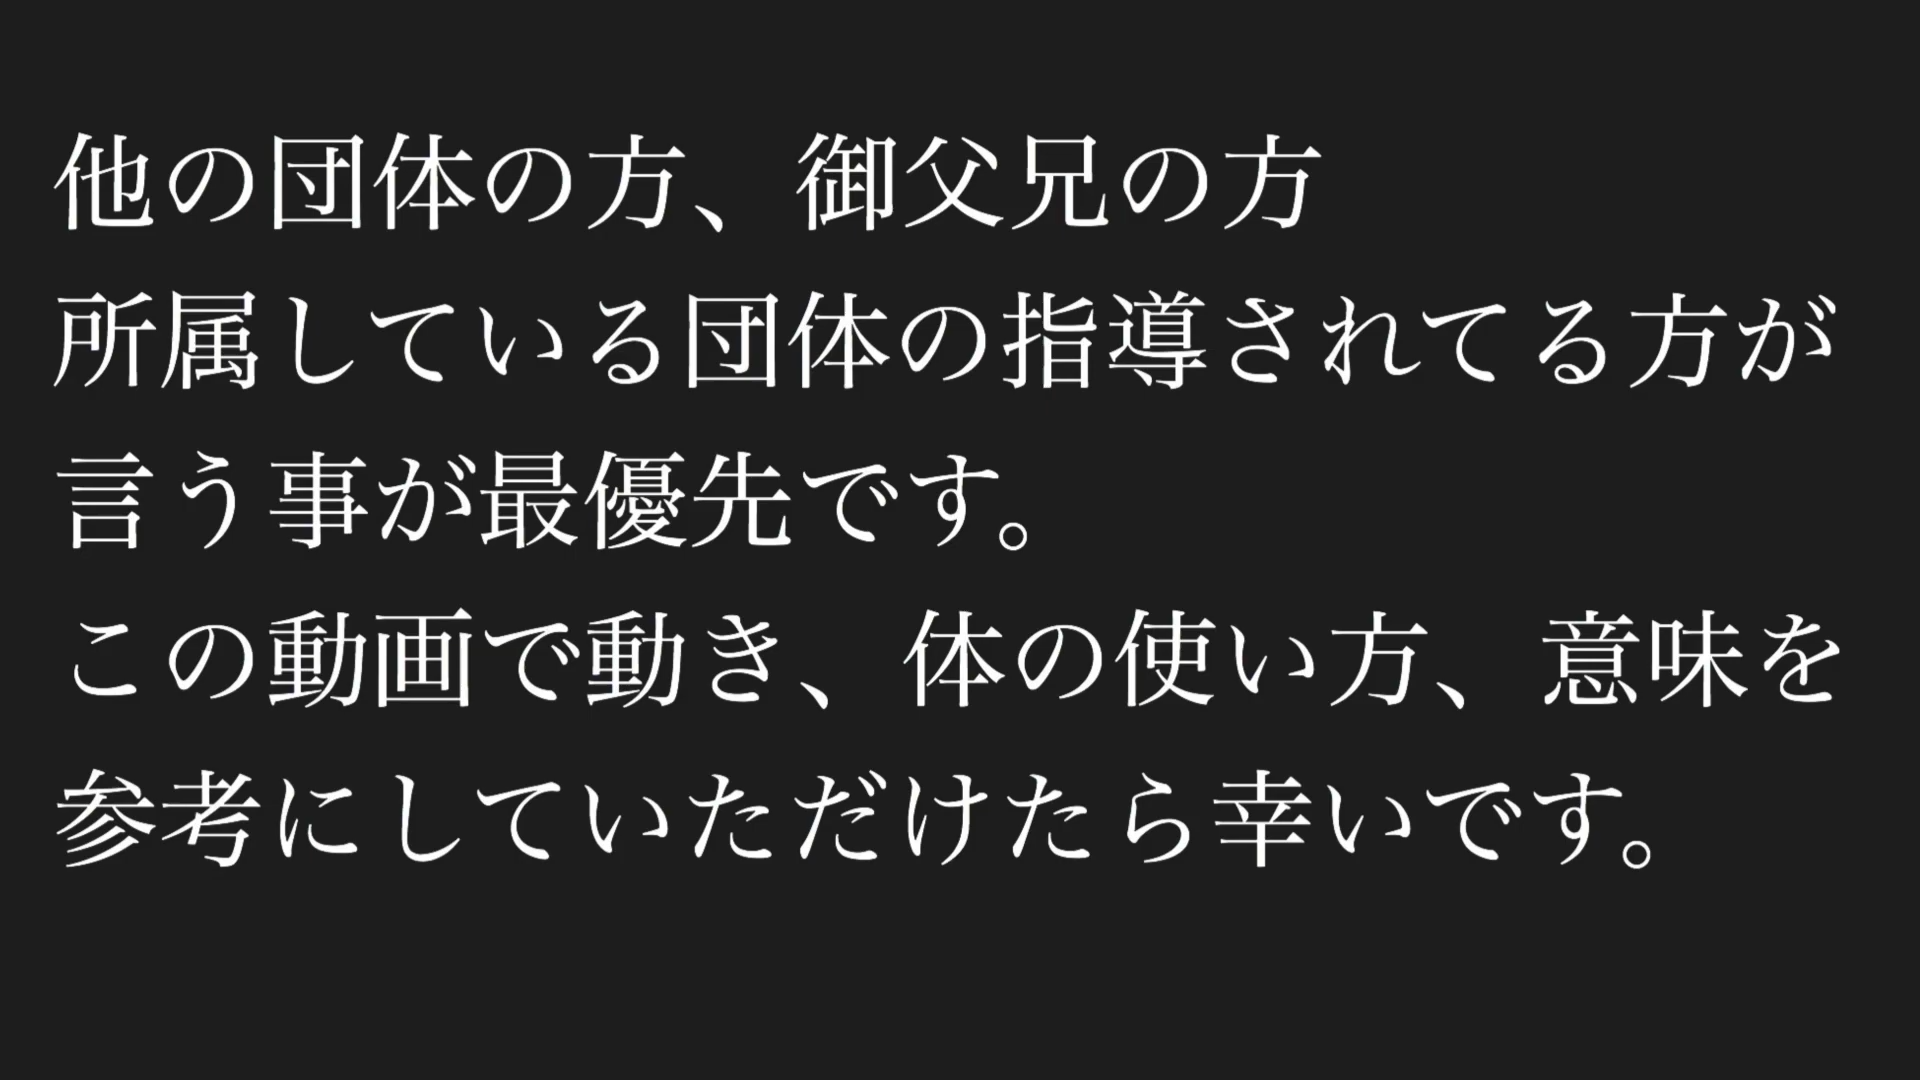 他の団体の方、御父兄の方
所属している団体の指導されてる方が
言う事が最優先です。
この動画で動き、体の使い方、意味を
参考にしていただけたら幸いです。